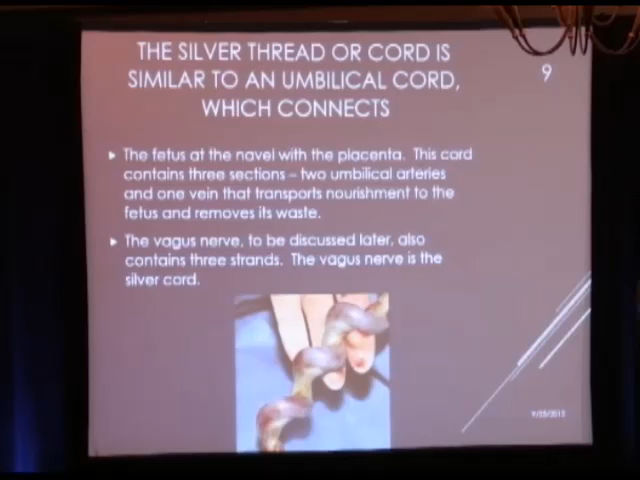 THE SILVER THREAD OR CORD IS
SIMILAR TO AN UMBILICAL CORD,
WHICH CONNECTS
9
The fetus at the navel with the placenta. This cord
contains three sections – two umbilical arteries
and one vein that transports nourishment to the
fetus and removes its waste.
The vagus nerve, to be discussed later, also
contains three strands. The vagus nerve is the
silver cord.